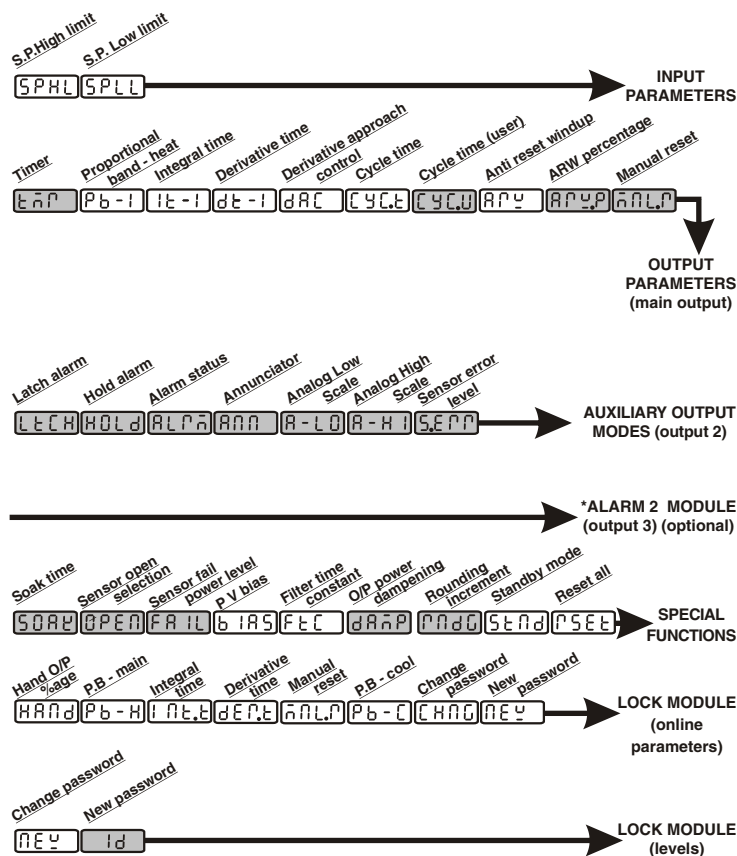 S.P.High limit
S.P. Low limit
SPHL SPLL
INPUT
PARAMETERS
Timer
Proportional
band - heat
Integral time
Derivative time
Derivative approach
control
Cycle time
Cycle time (user)
Anti reset windup
ARW percentage
Manual reset
tmr Pb-1 It-1 dt-1 dAC CYC.t CYC.U ArW ArW.P mnL.r
OUTPUT
PARAMETERS
(main output)
Latch alarm
Hold alarm
Alarm status
Annunciator
Analog Low
Scale
Analog High
Scale
Sensor error
level
LtCH HOLd ALrm Ann A-LO A-HI S.Err
AUXILIARY OUTPUT
MODES (output 2)
*ALARM 2 MODULE
(output 3) (optional)
Soak time
Sensor open
selection
Sensor fail
power level
P V bias
Filter time
constant
O/P power
dampening
Rounding
increment
Standby mode
Reset all
SOAK OPEn FAIL bIAS FtC dAmP rndG Stnd rSEt
SPECIAL
FUNCTIONS
Hand O/P
%age
P.B - main
Integral
time
Derivative
time
Manual
reset
P.B - cool
Change
password
New
password
HAnd Pb-H Int.t dEr.t mnL.r Pb-C CHnG nEW
LOCK MODULE
(online
parameters)
Change password
New password
nEW Id
LOCK MODULE
(levels)